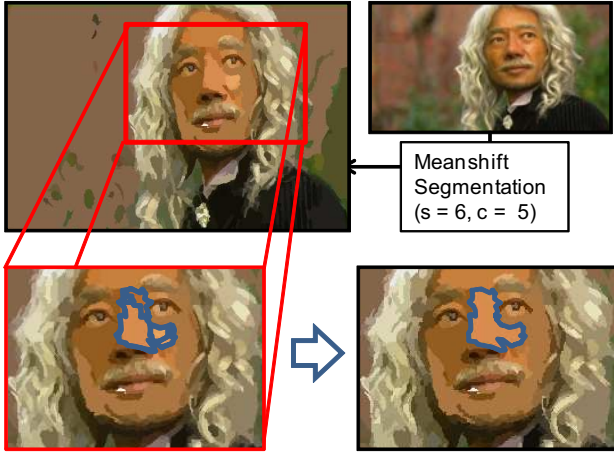 Meanshift
Segmentation
(s = 6, c = 5)